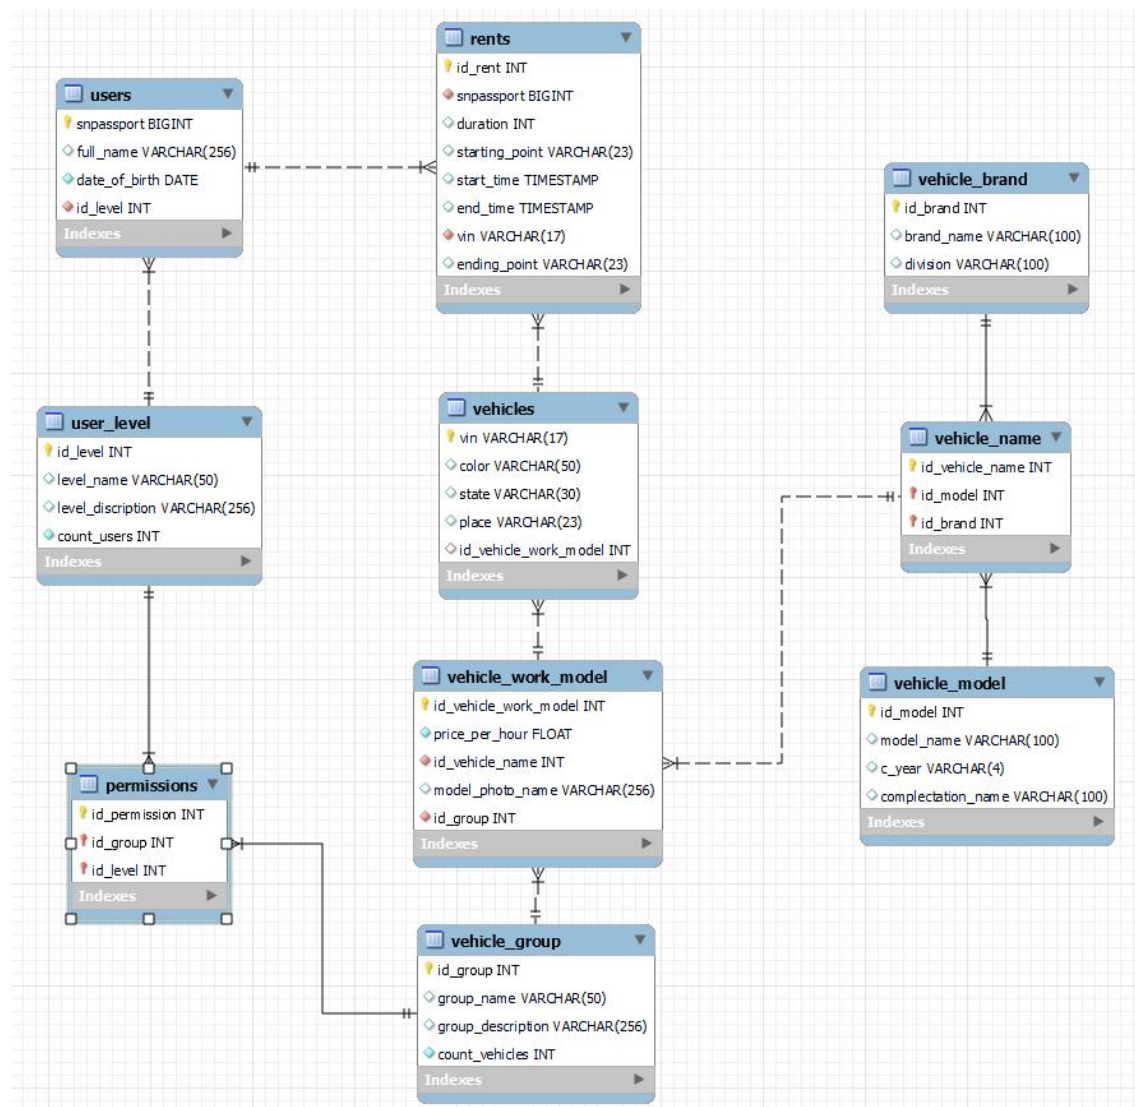 rents
id_rent INT
snpassport BIGINT
duration INT
starting_point VARCHAR(23)
start_time TIMESTAMP
end_time TIMESTAMP
vin VARCHAR(17)
ending_point VARCHAR(23)
Indexes
users
snpassport BIGINT
full_name VARCHAR(256)
date_of_birth DATE
id_level INT
Indexes
vehicle_brand
id_brand INT
brand_name VARCHAR(100)
division VARCHAR(100)
Indexes
user_level
id_level INT
level_name VARCHAR(50)
level_discription VARCHAR(256)
count_users INT
Indexes
vehicles
vin VARCHAR(17)
color VARCHAR(50)
state VARCHAR(30)
place VARCHAR(23)
id_vehicle_work_model INT
Indexes
vehicle_name
id_vehicle_name INT
id_model INT
id_brand INT
Indexes
vehicle_work_model
id_vehicle_work_model INT
price_per_hour FLOAT
id_vehicle_name INT
model_photo_name VARCHAR(256)
id_group INT
Indexes
vehicle_model
id_model INT
model_name VARCHAR(100)
c_year VARCHAR(4)
complectation_name VARCHAR(100)
Indexes
permissions
id_permission INT
id_group INT
id_level INT
Indexes
vehicle_group
id_group INT
group_name VARCHAR(50)
group_description VARCHAR(256)
count_vehicles INT
Indexes